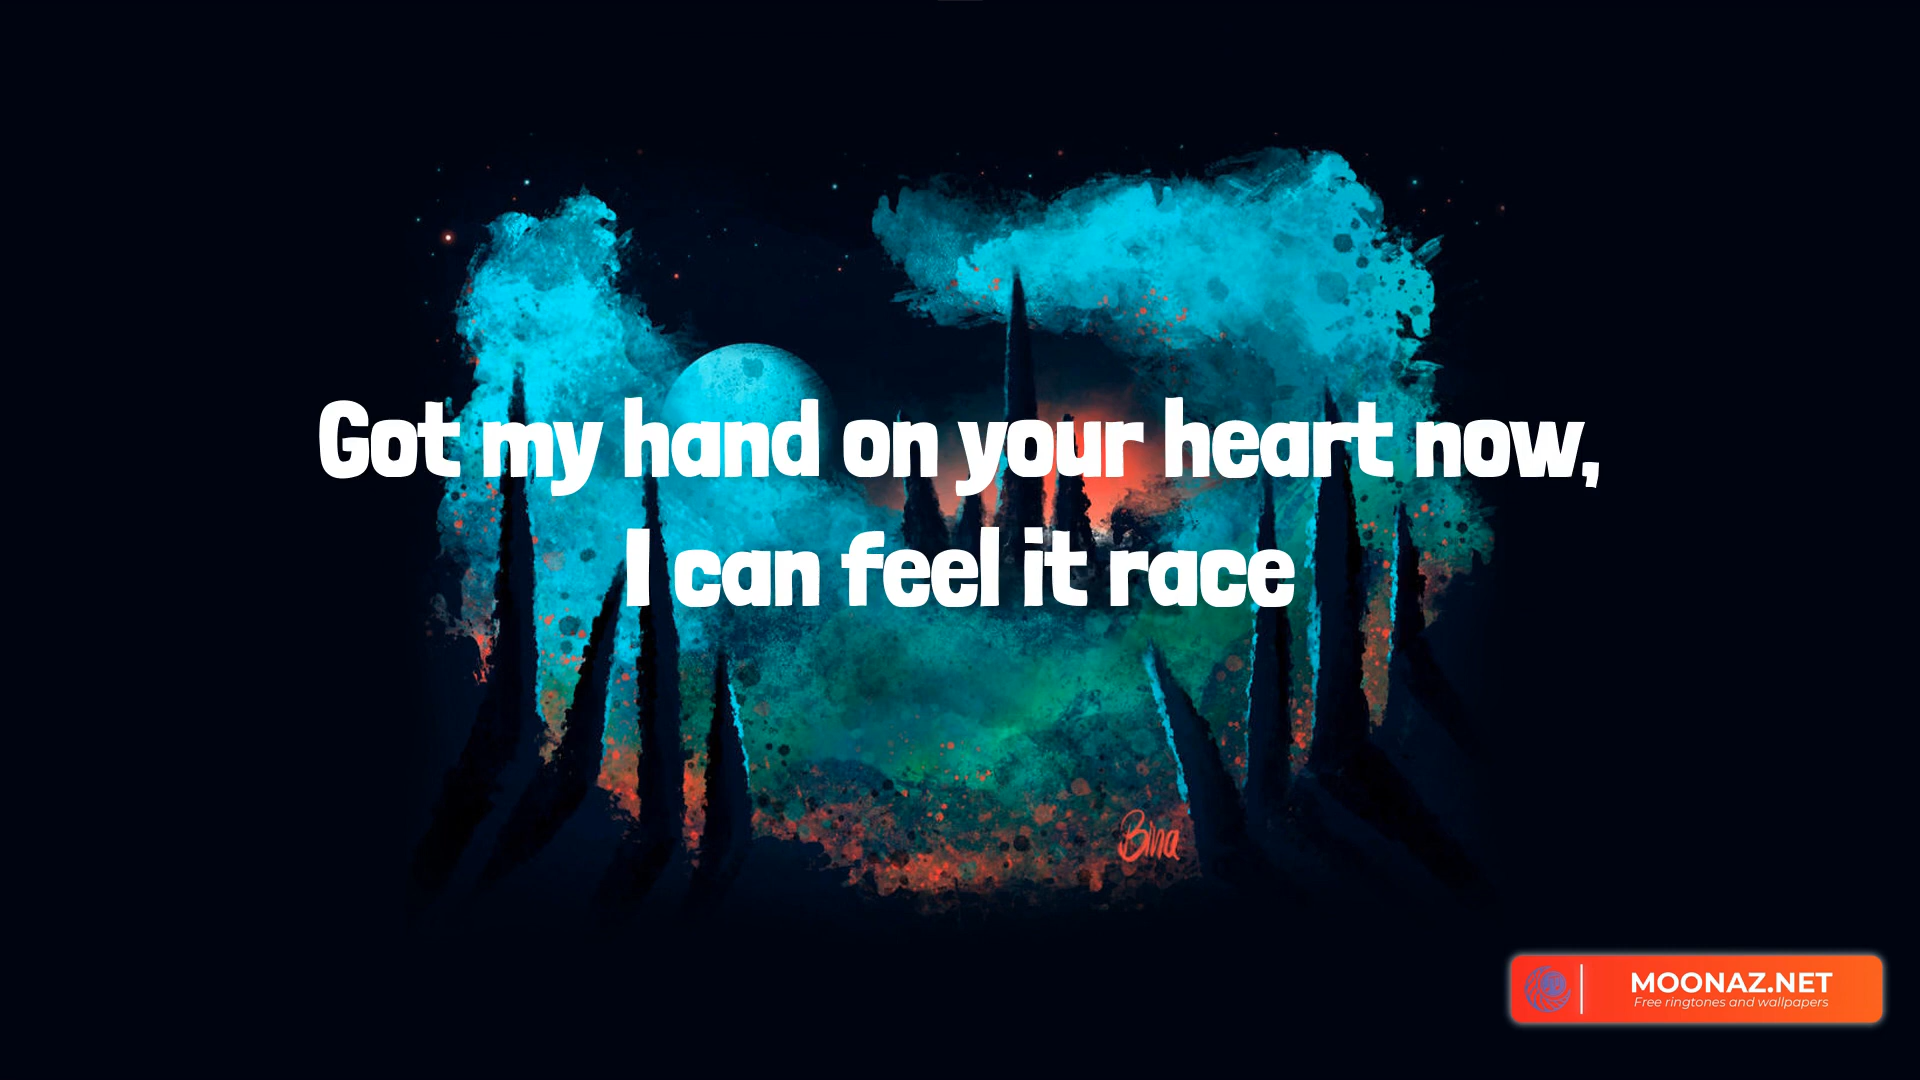 Got my hand on your heart now,
I can feel it race
Bina
MOONAZ.NET
Free ringtones and wallpapers